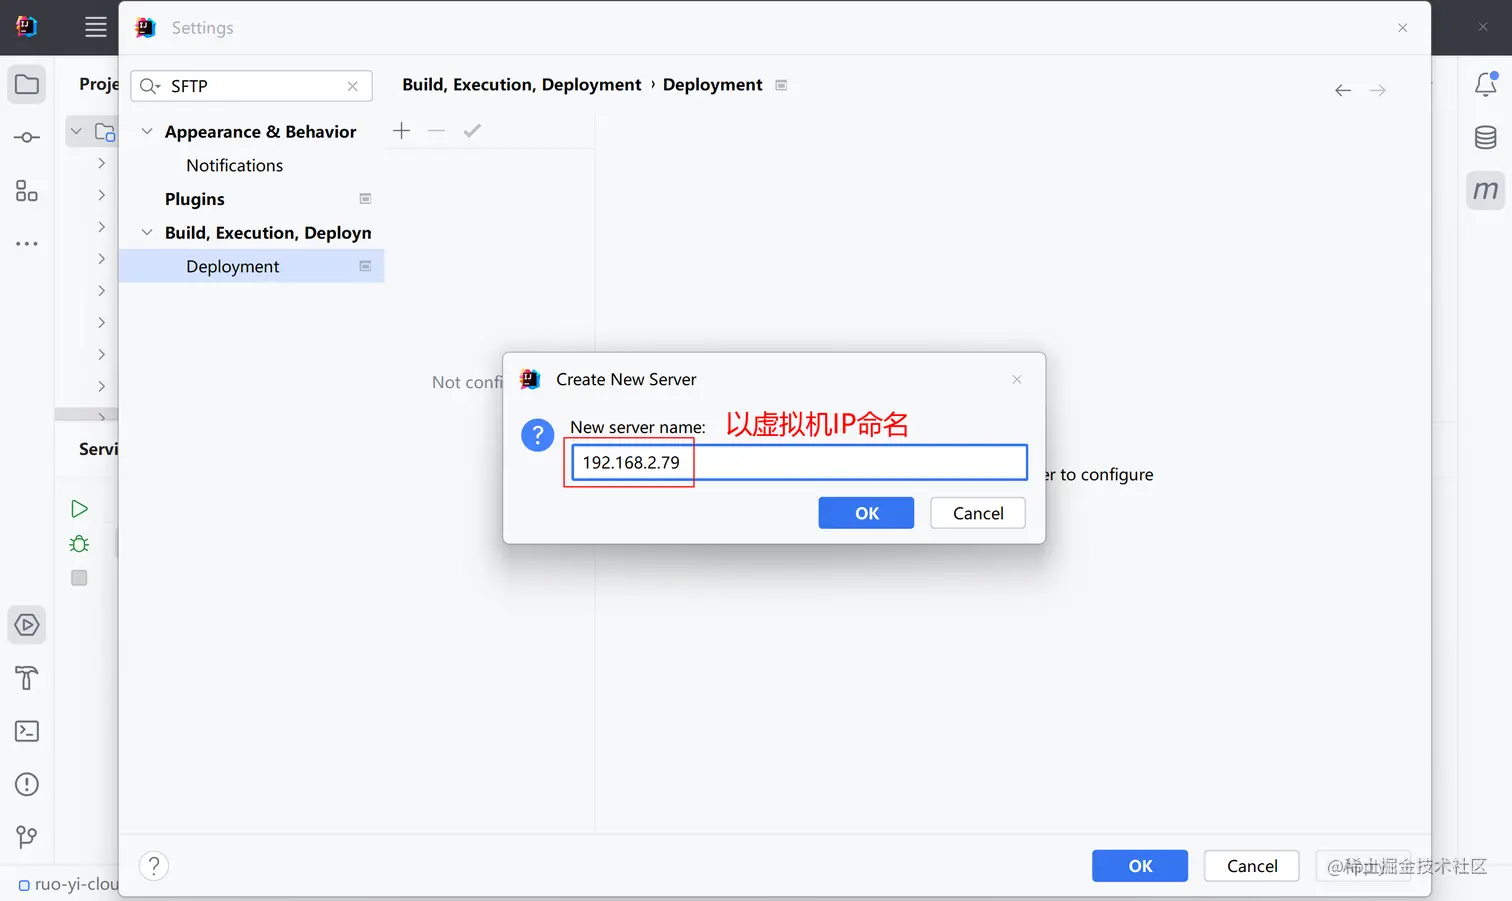 Settings
Proje
SFTP
Build, Execution, Deployment › Deployment
Appearance & Behavior
Notifications
Plugins
Build, Execution, Deployn
Deployment
Not confi
Create New Server
New server name:
以虚拟机IP命名
192.168.2.79
er to configure
OK
Cancel
Servi
OK
Cancel
@稀土掘金技术社区
ruo-yi-clou